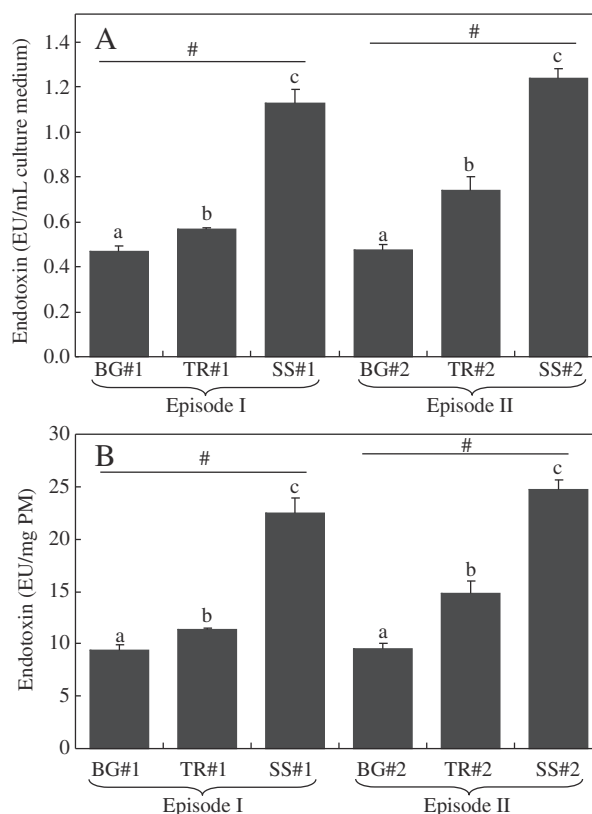 A
Endotoxin (EU/mL culture medium)
1.4
1.2
1.0
0.8
0.6
0.4
0.2
0.0
#
#
a
b
c
a
b
c
BG#1 TR#1 SS#1 BG#2 TR#2 SS#2
Episode I Episode II
B
Endotoxin (EU/mg PM)
30
25
20
15
10
5
0
#
#
a
b
c
a
b
c
BG#1 TR#1 SS#1 BG#2 TR#2 SS#2
Episode I Episode II